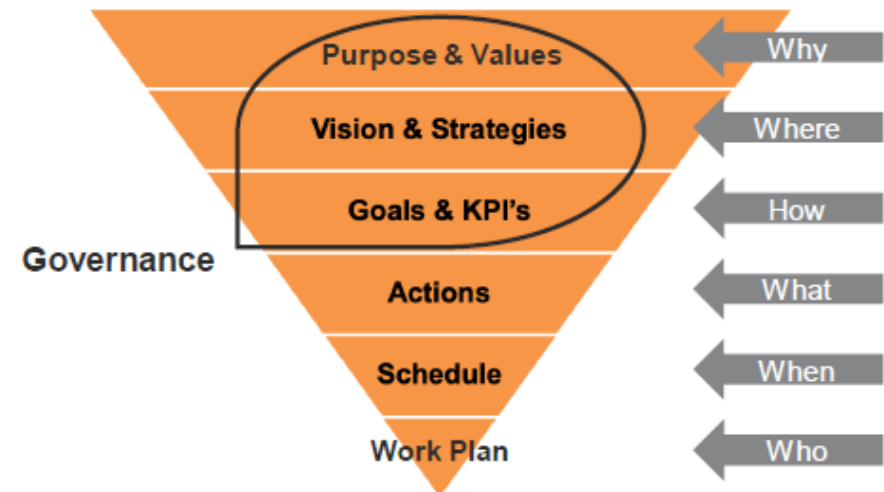 Purpose & Values
Why
Vision & Strategies
Where
Goals & KPI's
How
Governance
Actions
What
Schedule
When
Work Plan
Who